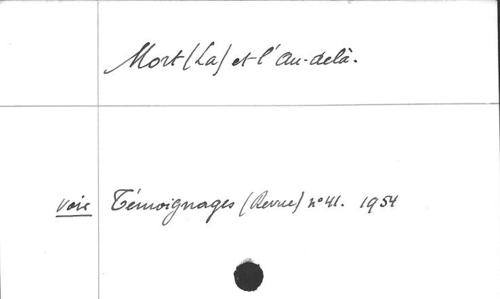 Mort (La) et l'au-delà.
voir Témoignages (Revue) n°41. 1954